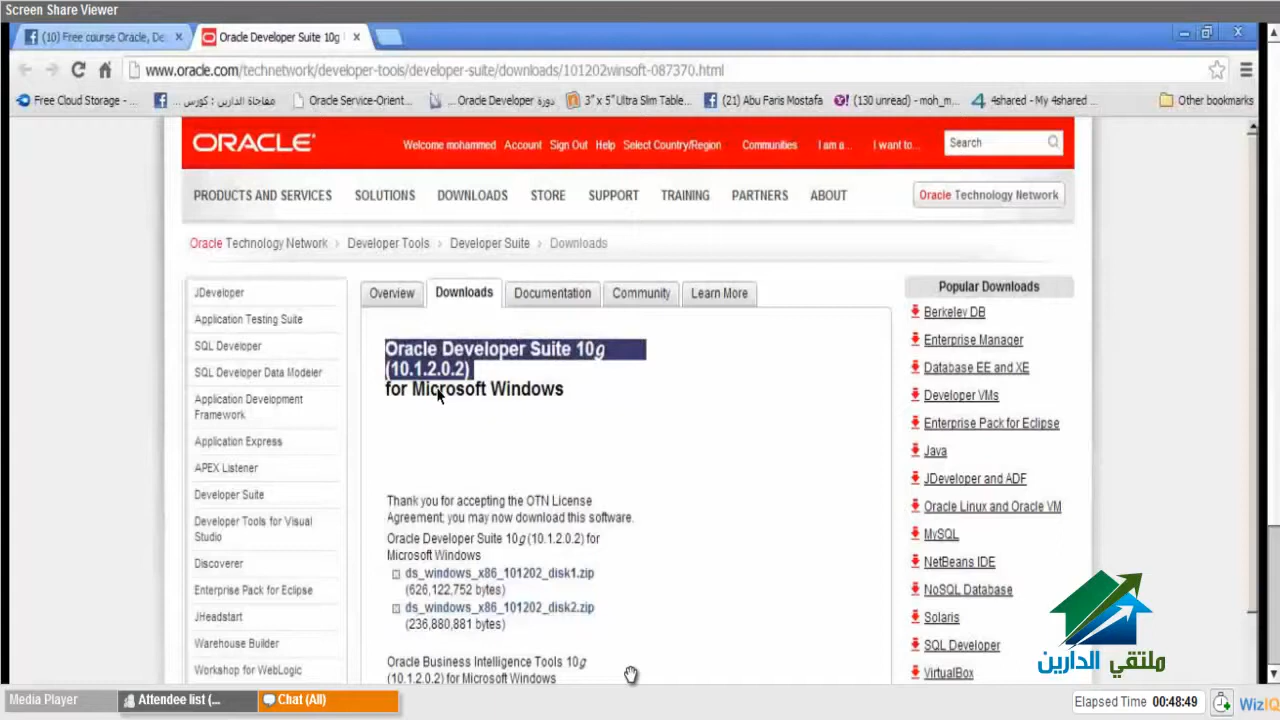 Screen Share Viewer
(10) Free course Oracle, De
Oracle Developer Suite 10g
www.oracle.com/technetwork/developer-tools/developer-suite/downloads/101202winsoft-087370.html
Free Cloud Storage - ...
مفاجاة الدارين : كورس ...
Oracle Service-Orient...
دورة Oracle Developer ...
3" x 5" Ultra Slim Table...
(21) Abu Faris Mostafa
(130 unread) - moh_m...
4shared - My 4shared ...
Other bookmarks
ORACLE
Welcome mohammed Account Sign Out Help Select Country/Region Communities I am a... I want to...
Search
PRODUCTS AND SERVICES SOLUTIONS DOWNLOADS STORE SUPPORT TRAINING PARTNERS ABOUT
Oracle Technology Network
Oracle Technology Network > Developer Tools > Developer Suite > Downloads
JDeveloper
Application Testing Suite
SQL Developer
SQL Developer Data Modeler
Application Development
Framework
Application Express
APEX Listener
Developer Suite
Developer Tools for Visual
Studio
Discoverer
Enterprise Pack for Eclipse
JHeadstart
Warehouse Builder
Workshop for WebLogic
Overview Downloads Documentation Community Learn More
Oracle Developer Suite 10g
(10.1.2.0.2)
for Microsoft Windows
Thank you for accepting the OTN License
Agreement; you may now download this software.
Oracle Developer Suite 10g (10.1.2.0.2) for
Microsoft Windows
ds_windows_x86_101202_disk1.zip
(626,122,752 bytes)
ds_windows_x86_101202_disk2.zip
(236,880,881 bytes)
Oracle Business Intelligence Tools 10g
(10.1.2.0.2) for Microsoft Windows
Popular Downloads
Berkeley DB
Enterprise Manager
Database EE and XE
Developer VMs
Enterprise Pack for Eclipse
Java
JDeveloper and ADF
Oracle Linux and Oracle VM
MySQL
NetBeans IDE
NoSQL Database
Solaris
SQL Developer
VirtualBox
ملتقي الدارين
Media Player
Attendee list (...
Chat (All)
Elapsed Time 00:48:49
WizIQ